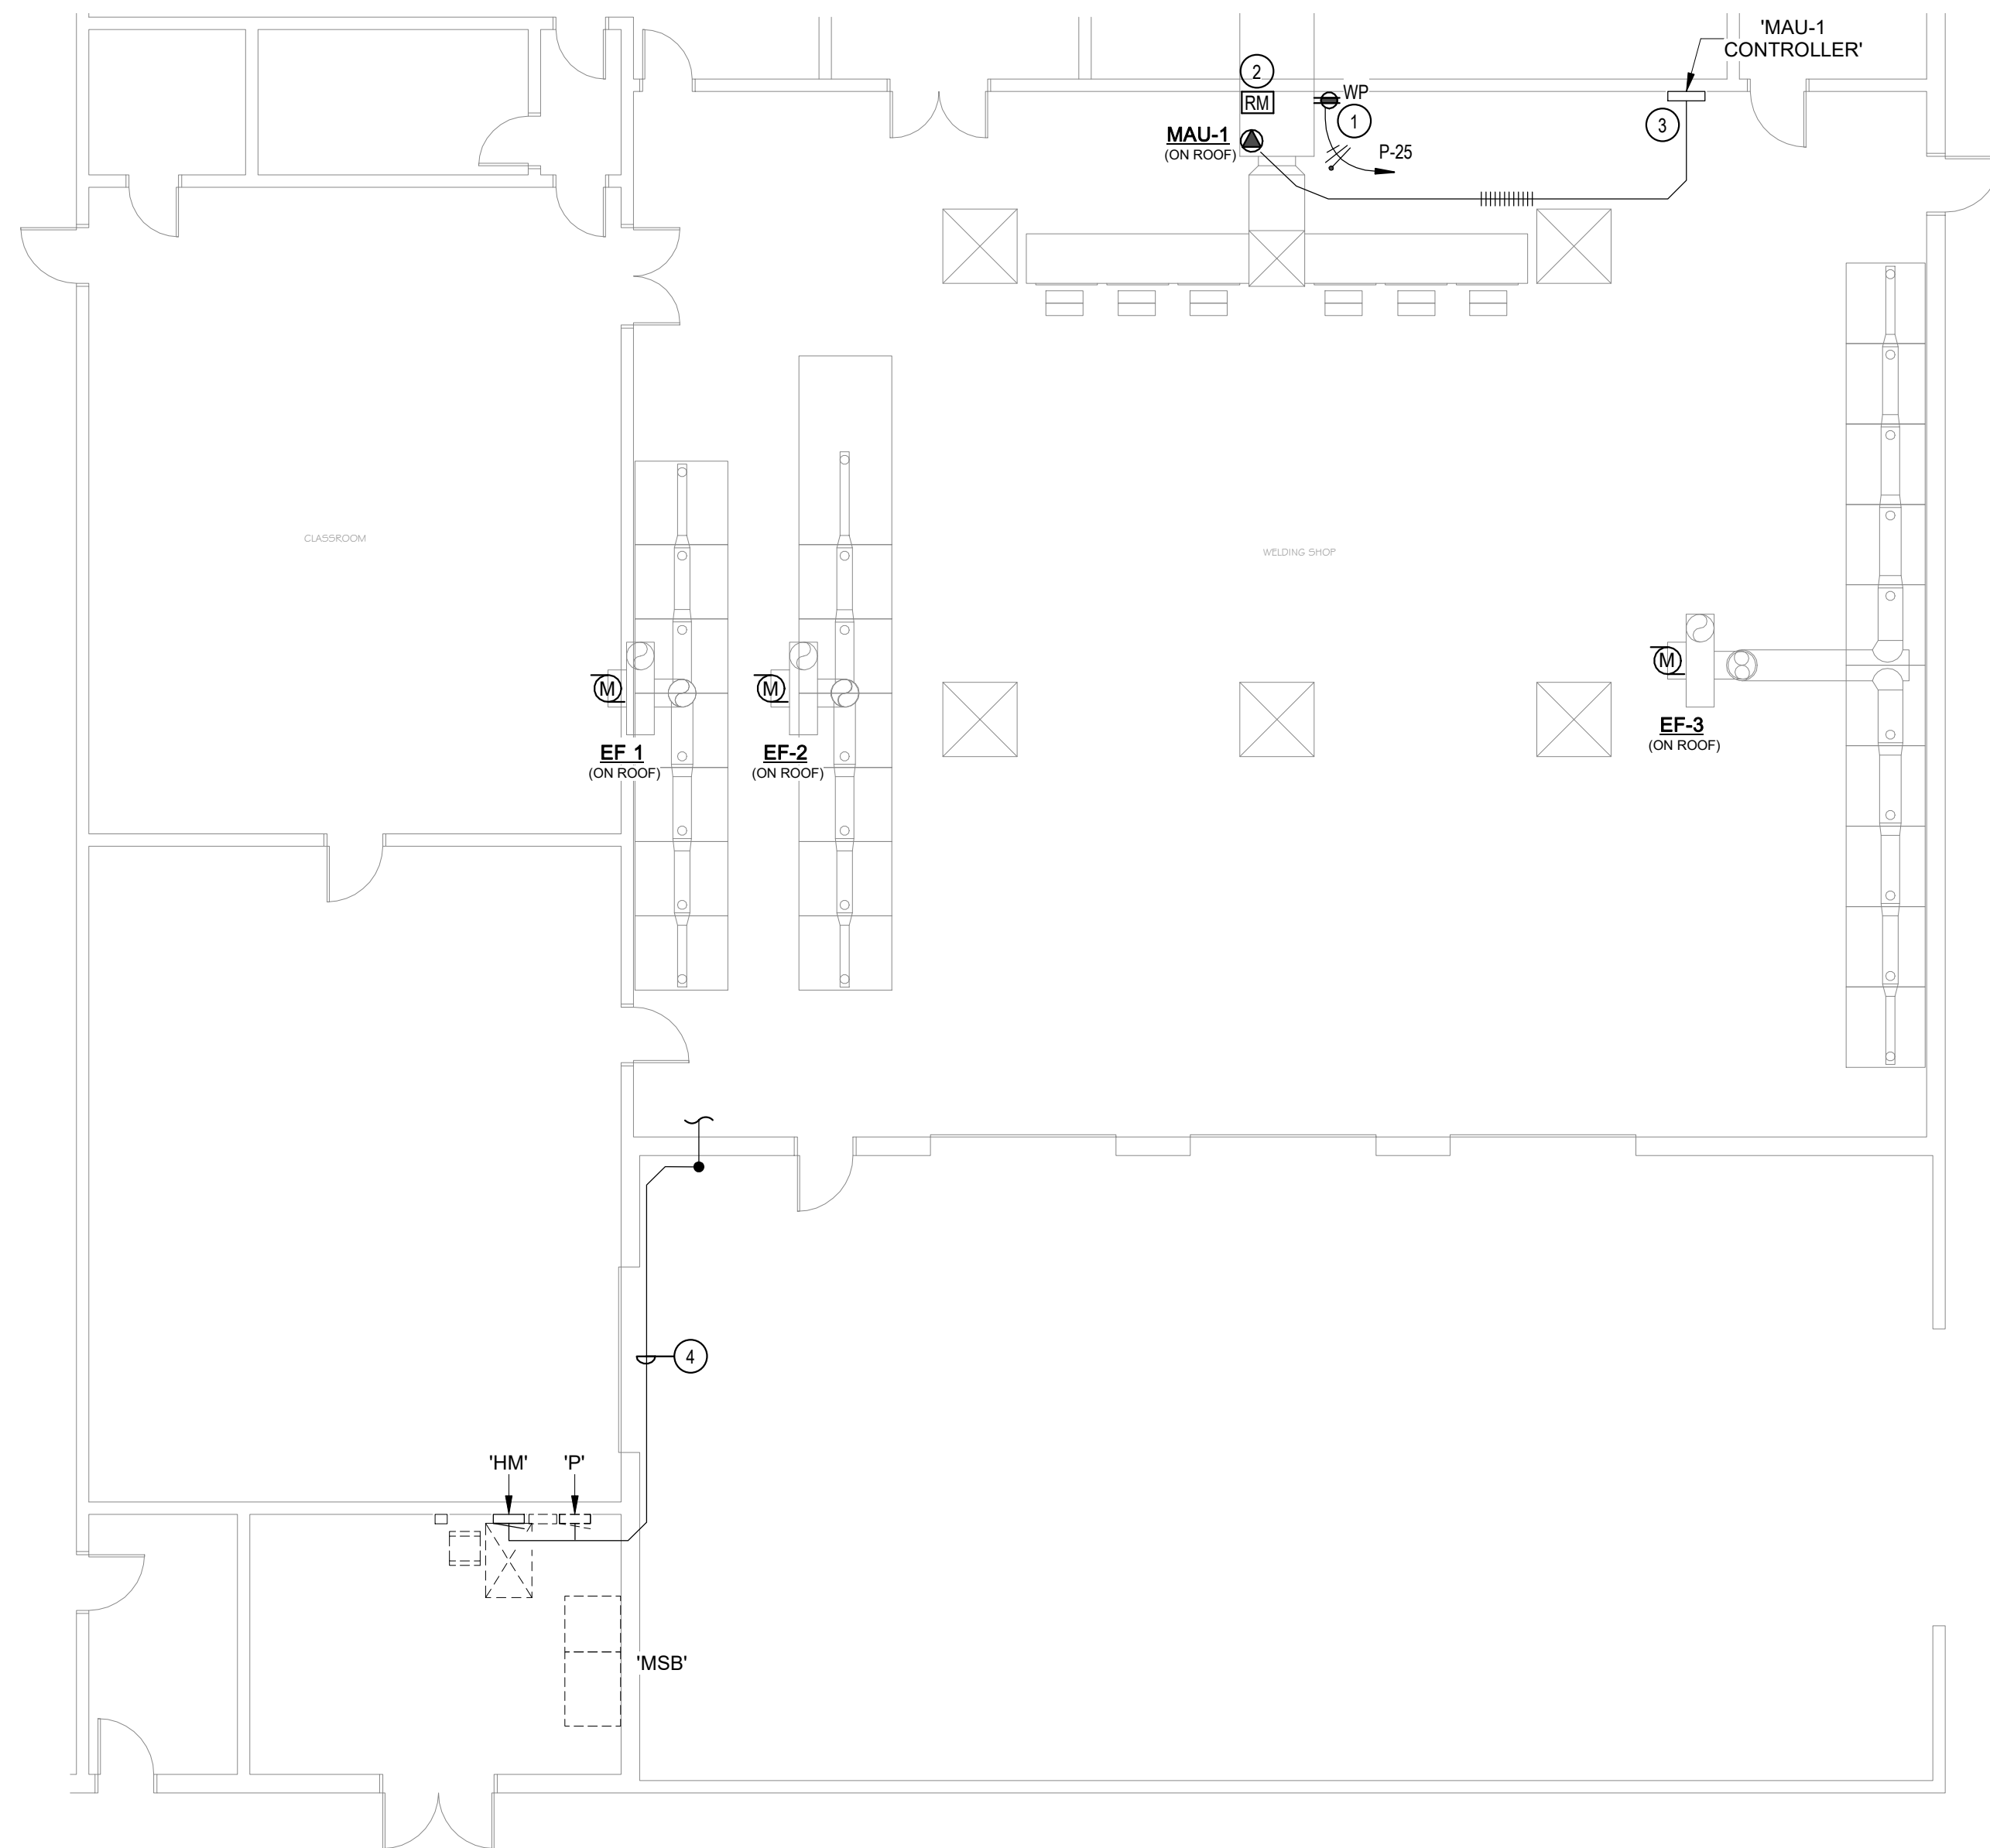 'MAU-1
CONTROLLER'
2
RM
WP
1
3
MAU-1
(ON ROOF)
P-25
CLASSROOM
WELDING SHOP
M
M
M
EF 1
(ON ROOF)
EF-2
(ON ROOF)
EF-3
(ON ROOF)
4
'HM'
'P'
'MSB'